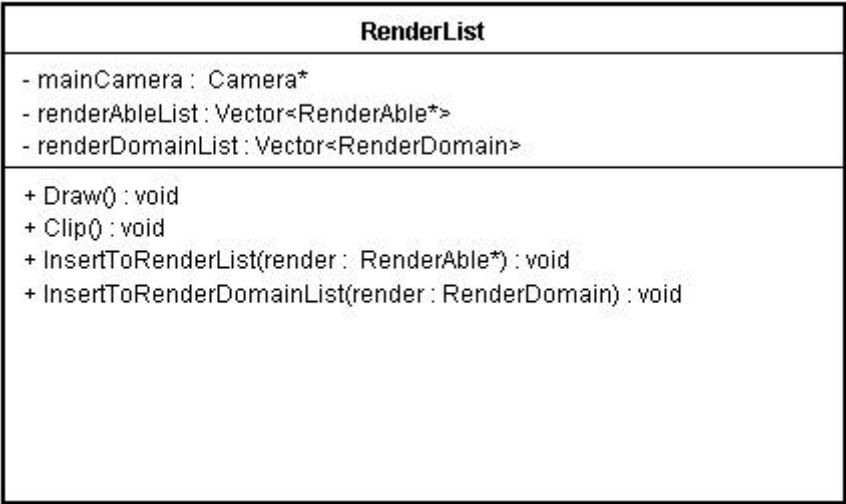 RenderList
- mainCamera : Camera*
- renderAbleList : Vector<RenderAble*>
- renderDomainList : Vector<RenderDomain>
+ Draw() : void
+ Clip() : void
+ InsertToRenderList(render : RenderAble*) : void
+ InsertToRenderDomainList(render : RenderDomain) : void